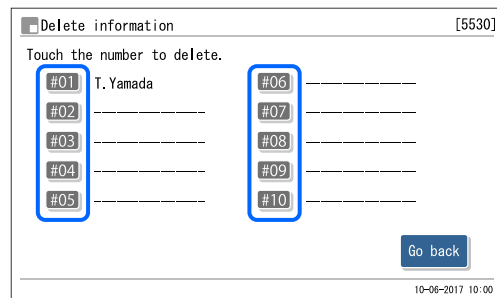 Delete information [5530]
Touch the number to delete.
#01 T.Yamada #06 ———————————
#02 ——————————— #07 ———————————
#03 ——————————— #08 ———————————
#04 ——————————— #09 ———————————
#05 ——————————— #10 ———————————
Go back
10-06-2017 10:00